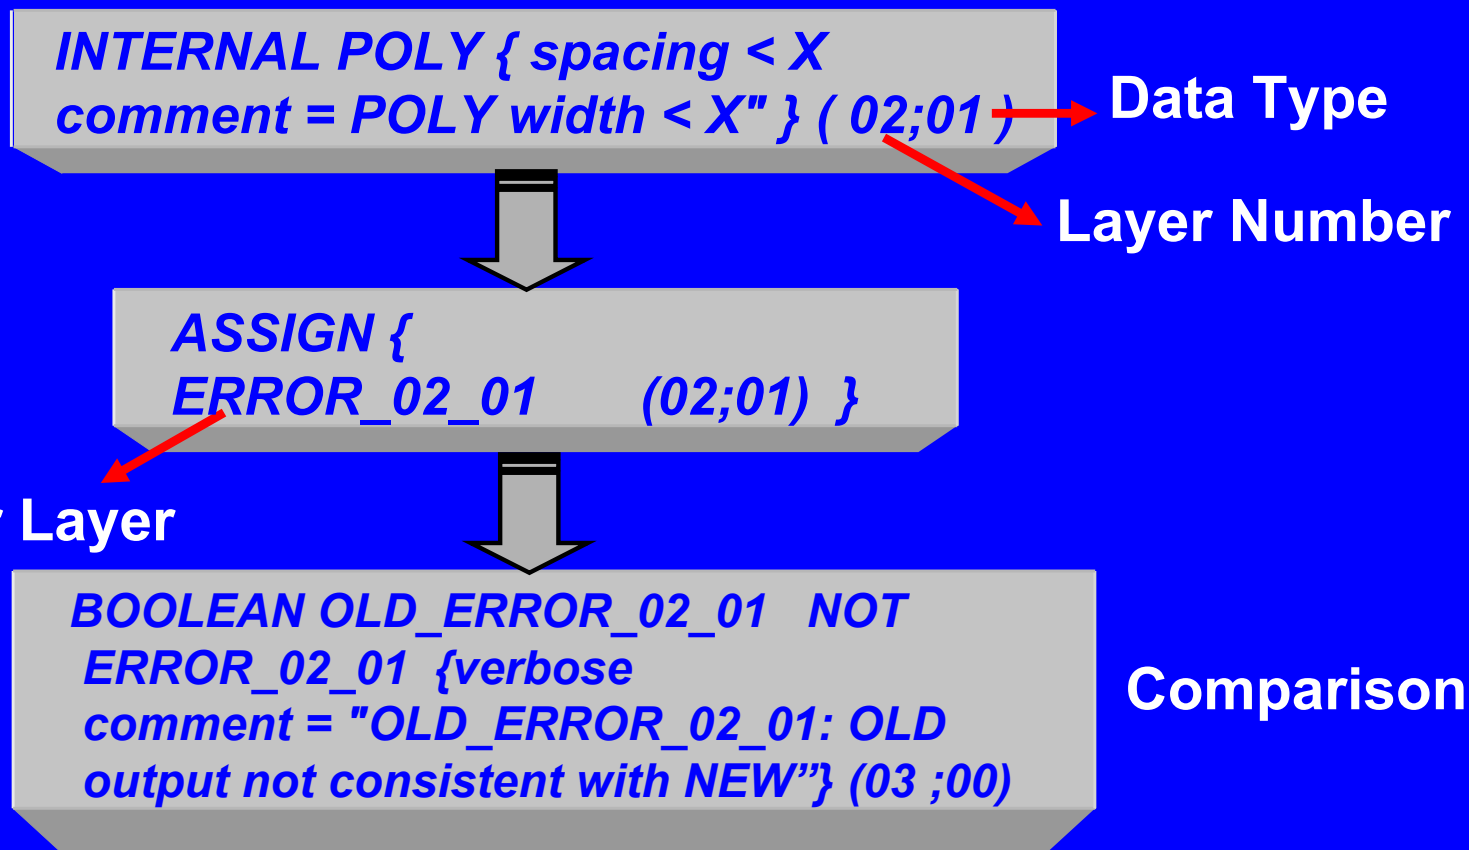 INTERNAL POLY { spacing < X
comment = POLY width < X" } ( 02;01 )
Data Type
Layer Number
ASSIGN {
ERROR_02_01 (02;01) }
Layer
BOOLEAN OLD_ERROR_02_01 NOT
ERROR_02_01 {verbose
comment = "OLD_ERROR_02_01: OLD
output not consistent with NEW”} (03 ;00)
Comparison